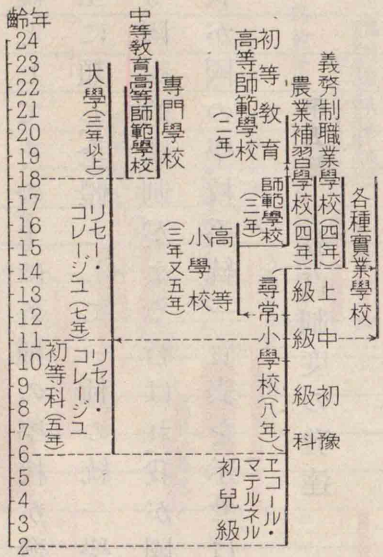 年齡
24
23
22
21
20
19
18
17
16
15
14
13
12
11
10
9
8
7
6
5
4
3
2
各種實業學校
義務制職業學校(四年)
農業補習學校(四年)
初等教育
高等師範學校
(二年)
師範學校
(三年)
高等
小學校
(三年又五年)
尋常小學校(八年)
上級
中級
初級
豫科
ヱコール・
マテルネル
初兒級
專門學校
中等教育高等師範學校
大學(三年以上)
リセー・
コレージユ(七年)
リセー・
コレージユ
初等科(五年)